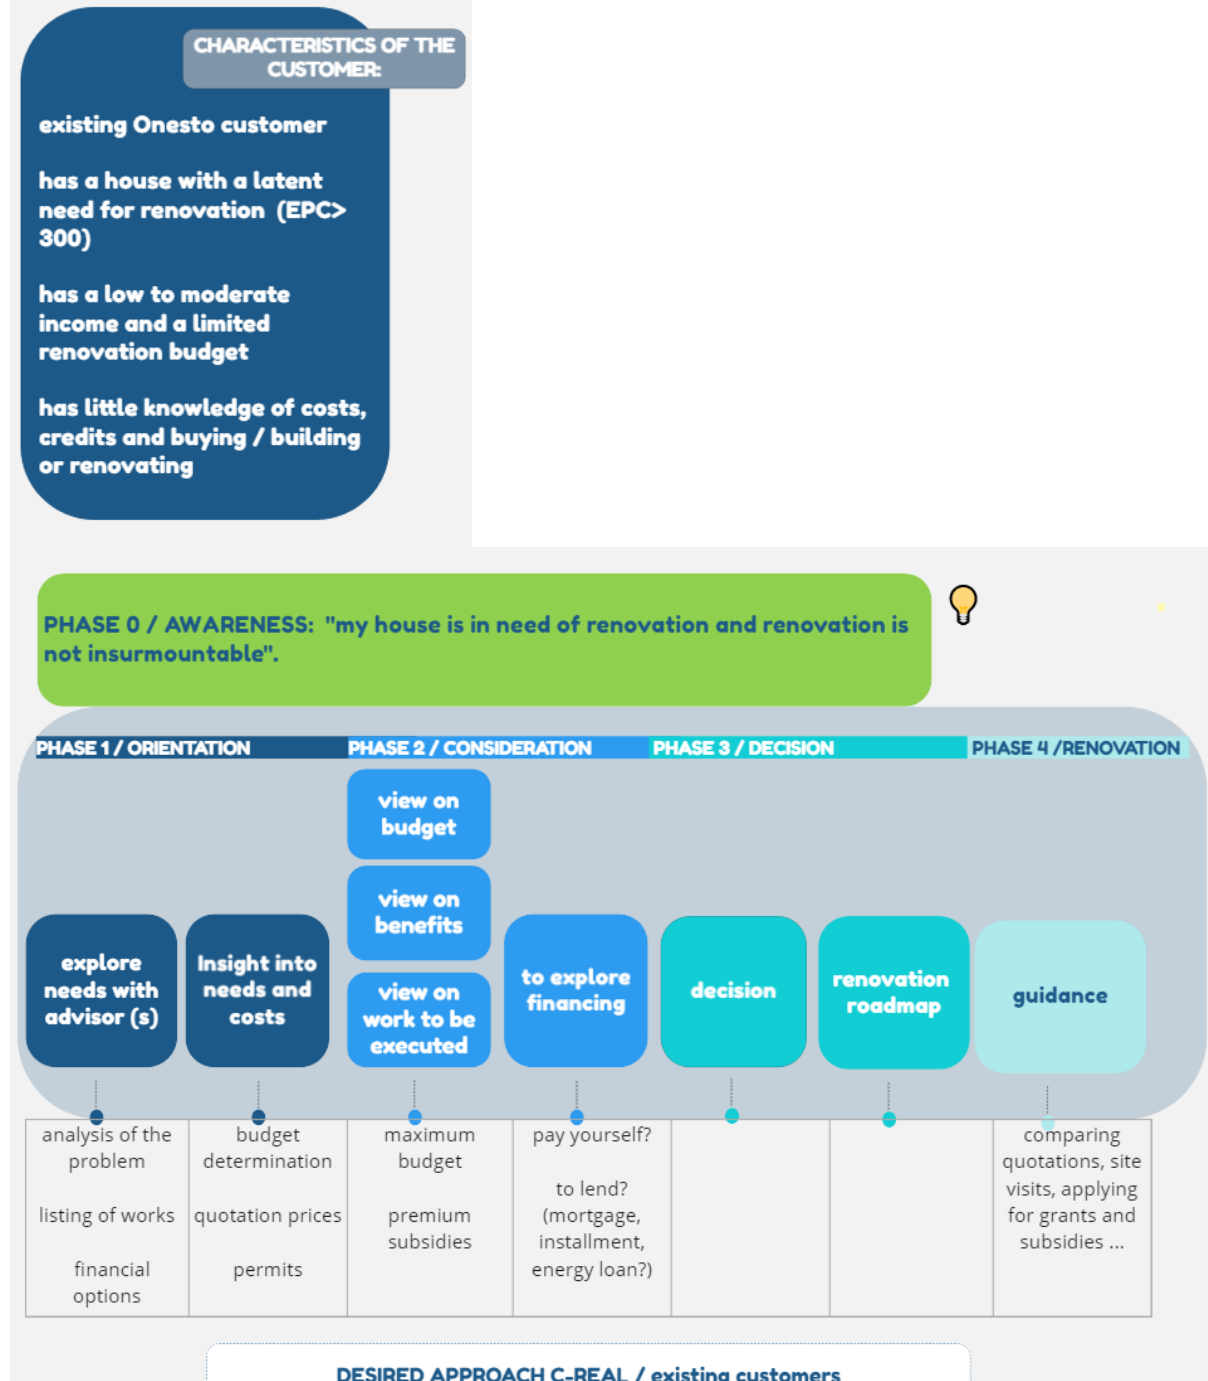 CHARACTERISTICS OF THE
CUSTOMER:
existing Onesto customer
has a house with a latent
need for renovation  (EPC>
300)
has a low to moderate
income and a limited
renovation budget
has little knowledge of costs,
credits and buying / building
or renovating
PHASE 0 / AWARENESS:  "my house is in need of renovation and renovation is
not insurmountable".
PHASE 1 / ORIENTATION
PHASE 2 / CONSIDERATION
PHASE 3 / DECISION
PHASE 4 /RENOVATION
explore
needs with
advisor (s)
Insight into
needs and
costs
view on
budget
view on
benefits
view on
work to be
executed
to explore
financing
decision
renovation
roadmap
guidance
analysis of the
problem
listing of works
financial
options
budget
determination
quotation prices
permits
maximum
budget
premium
subsidies
pay yourself?
to lend?
(mortgage,
installment,
energy loan?)
comparing
quotations, site
visits, applying
for grants and
subsidies ...
DESIRED APPROACH C-REAL / existing customers